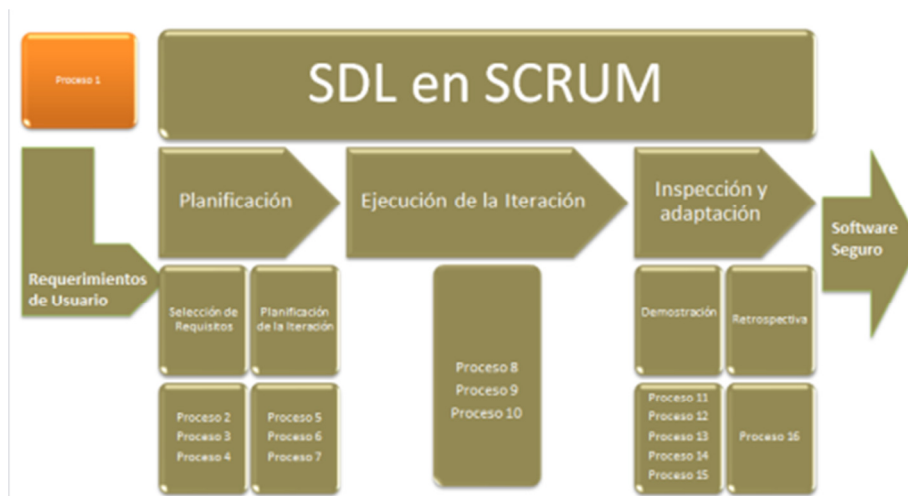 Proceso 1
SDL en SCRUM
Planificación
Ejecución de la Iteración
Inspección y
adaptación
Requerimientos
de Usuario
Software
Seguro
Selección de
Requisitos
Planificación
de la Iteración
Demostración
Retrospectiva
Proceso 2
Proceso 3
Proceso 4
Proceso 5
Proceso 6
Proceso 7
Proceso 8
Proceso 9
Proceso 10
Proceso 11
Proceso 12
Proceso 13
Proceso 14
Proceso 15
Proceso 16